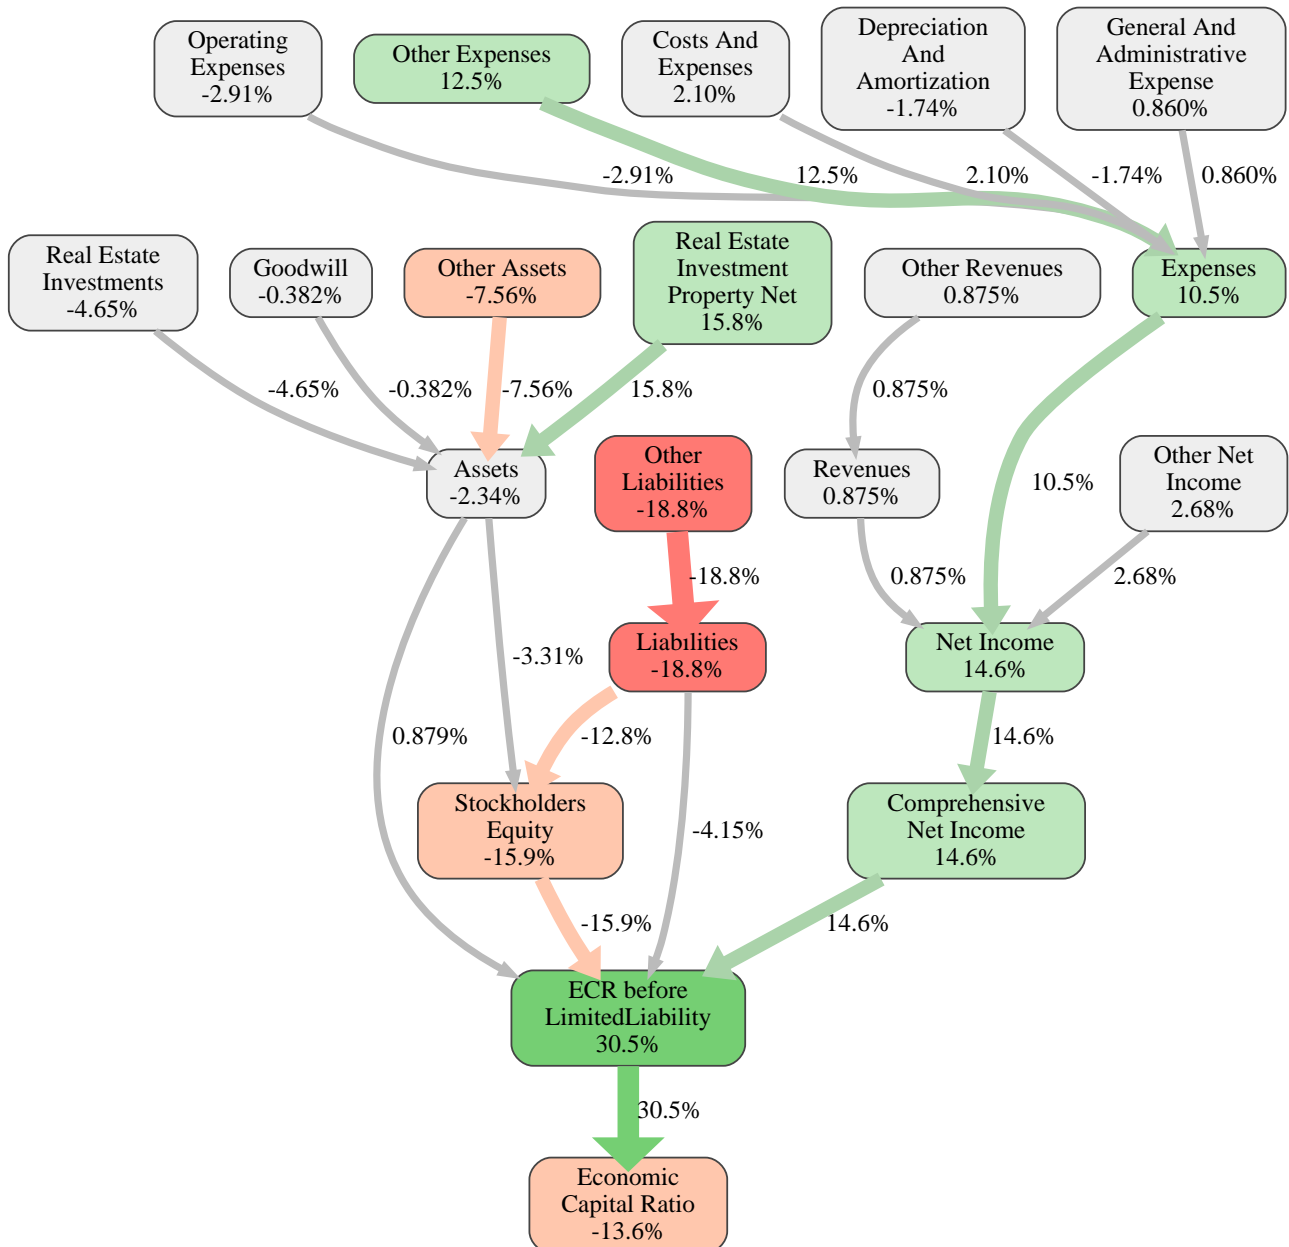 Operating
Expenses
-2.91%
Other Expenses
12.5%
Costs And
Expenses
2.10%
Depreciation
And
Amortization
-1.74%
General And
Administrative
Expense
0.860%
-2.91%
12.5%
2.10%
-1.74%
0.860%
Real Estate
Investments
-4.65%
Goodwill
-0.382%
Other Assets
-7.56%
Real Estate
Investment
Property Net
15.8%
Other Revenues
0.875%
Expenses
10.5%
-4.65%
-0.382%
-7.56%
15.8%
0.875%
Assets
-2.34%
Other
Liabilities
-18.8%
Revenues
0.875%
10.5%
Other Net
Income
2.68%
-18.8%
0.875%
2.68%
-3.31%
Liabilities
-18.8%
Net Income
14.6%
0.879%
-12.8%
14.6%
Stockholders
Equity
-15.9%
-4.15%
Comprehensive
Net Income
14.6%
-15.9%
14.6%
ECR before
LimitedLiability
30.5%
30.5%
Economic
Capital Ratio
-13.6%